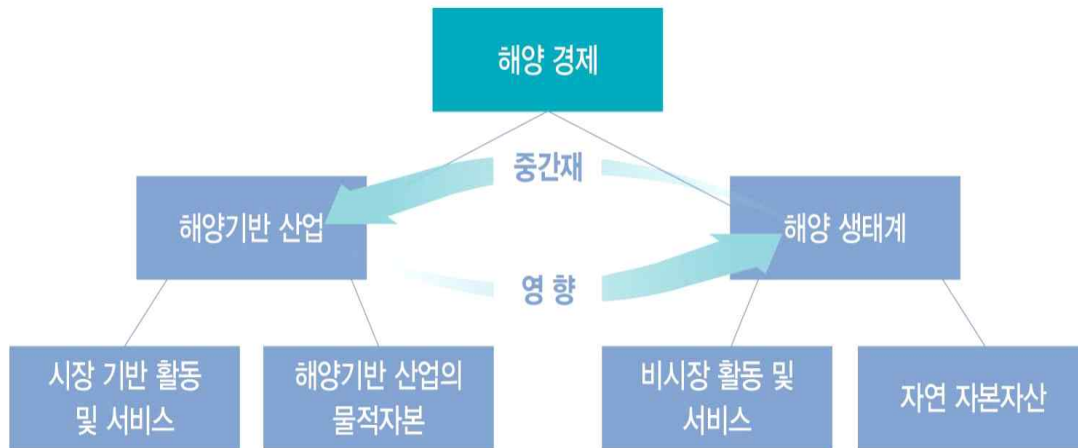 해양 경제
중간재
해양기반 산업
해양 생태계
영 향
시장 기반 활동
및 서비스
해양기반 산업의
물적자본
비시장 활동 및
서비스
자연 자본자산